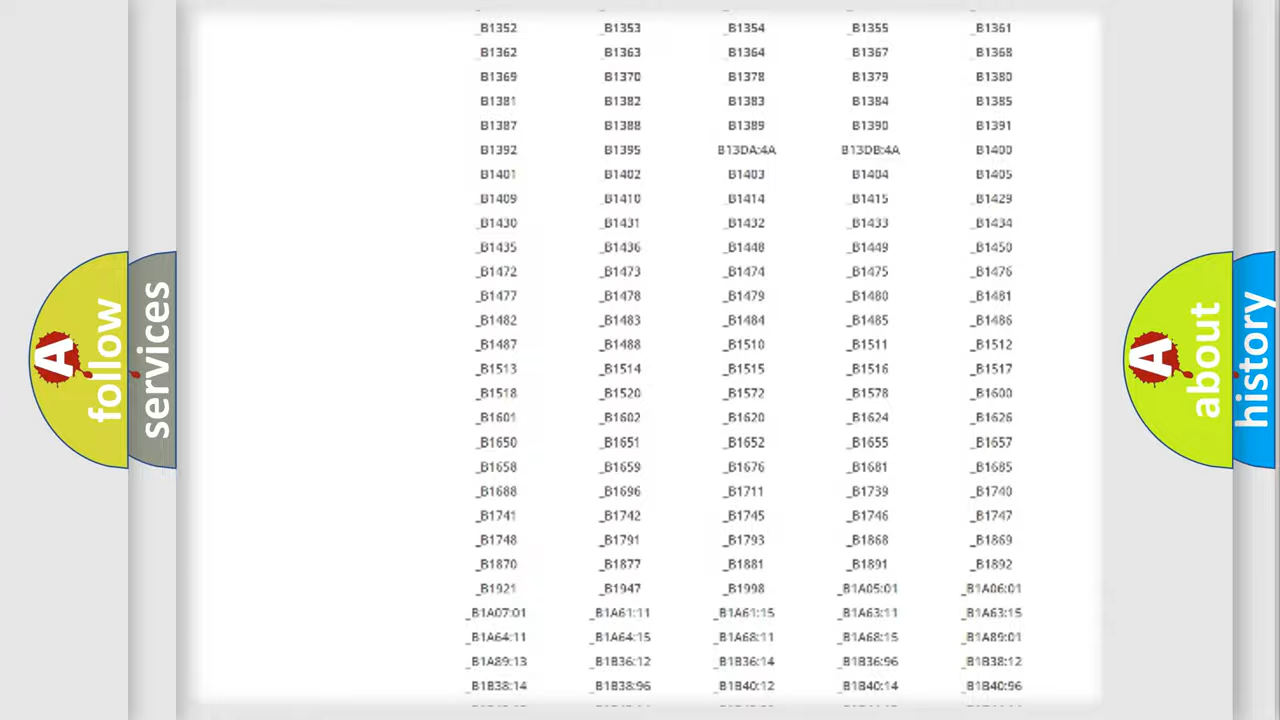 _B1352 _B1353 _B1354 _B1355 _B1361
_B1362 _B1363 _B1364 _B1367 _B1368
_B1369 _B1370 _B1378 _B1379 _B1380
_B1381 _B1382 _B1383 _B1384 _B1385
_B1387 _B1388 _B1389 _B1390 _B1391
_B1392 _B1395 _B13DA:4A _B13DB:4A _B1400
_B1401 _B1402 _B1403 _B1404 _B1405
_B1409 _B1410 _B1414 _B1415 _B1429
_B1430 _B1431 _B1432 _B1433 _B1434
_B1435 _B1436 _B1448 _B1449 _B1450
_B1472 _B1473 _B1474 _B1475 _B1476
_B1477 _B1478 _B1479 _B1480 _B1481
_B1482 _B1483 _B1484 _B1485 _B1486
_B1487 _B1488 _B1510 _B1511 _B1512
_B1513 _B1514 _B1515 _B1516 _B1517
_B1518 _B1520 _B1572 _B1578 _B1600
_B1601 _B1602 _B1620 _B1624 _B1626
_B1650 _B1651 _B1652 _B1655 _B1657
_B1658 _B1659 _B1676 _B1681 _B1685
_B1688 _B1696 _B1711 _B1739 _B1740
_B1741 _B1742 _B1745 _B1746 _B1747
_B1748 _B1791 _B1793 _B1868 _B1869
_B1870 _B1877 _B1881 _B1891 _B1892
_B1921 _B1947 _B1998 _B1A05:01 _B1A06:01
_B1A07:01 _B1A61:11 _B1A61:15 _B1A63:11 _B1A63:15
_B1A64:11 _B1A64:15 _B1A68:11 _B1A68:15 _B1A89:01
_B1A89:13 _B1B36:12 _B1B36:14 _B1B36:96 _B1B38:12
_B1B38:14 _B1B38:96 _B1B40:12 _B1B40:14 _B1B40:96
A
follow
services
A
about
history